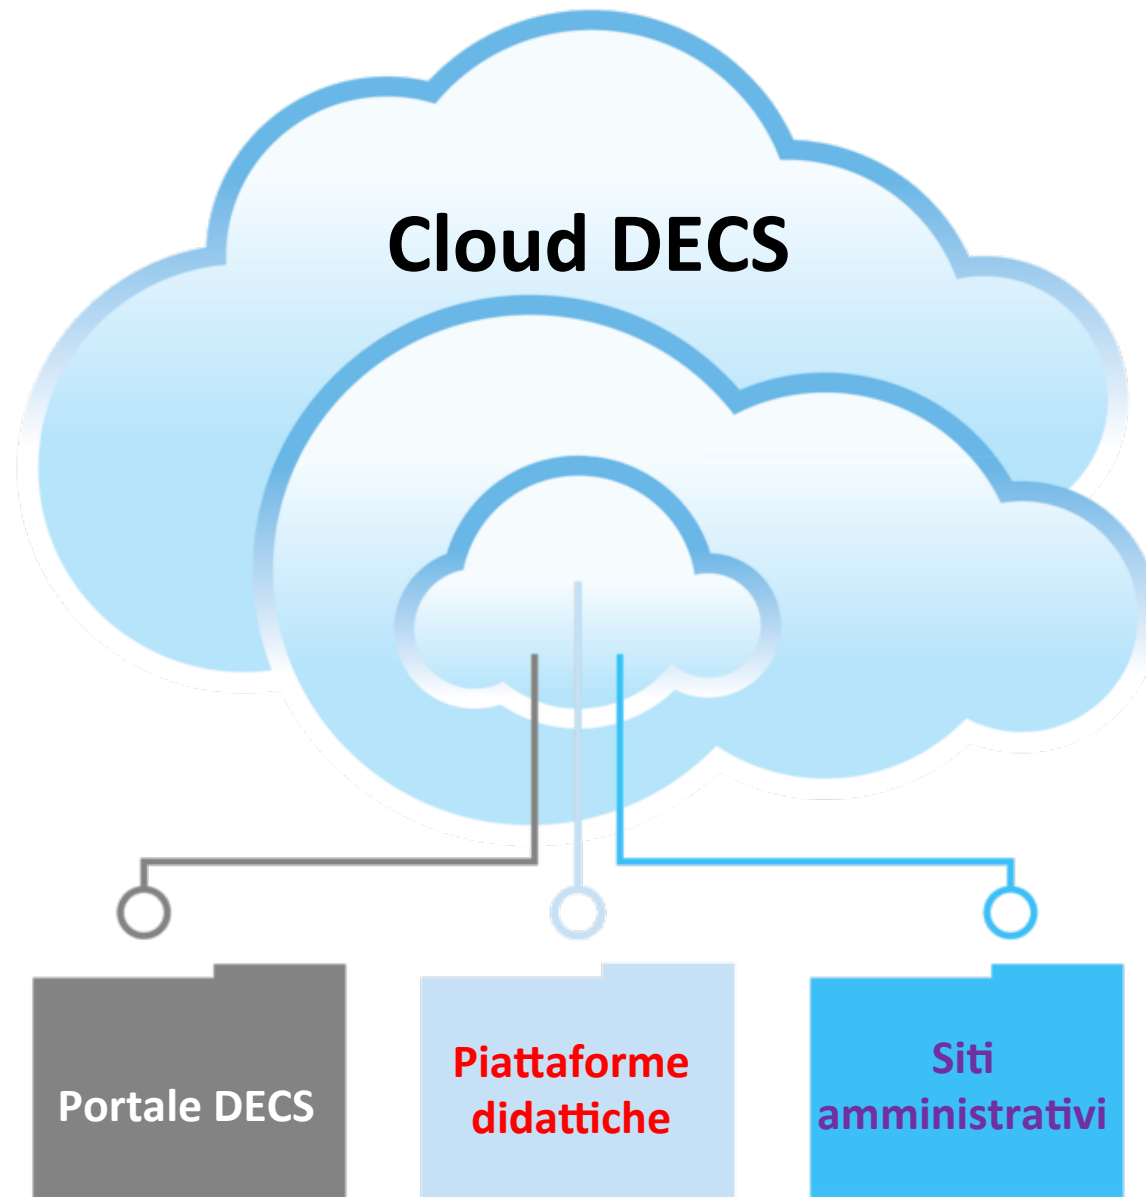 Cloud DECS
Portale DECS
Piattaforme
didattiche
Siti
amministrativi